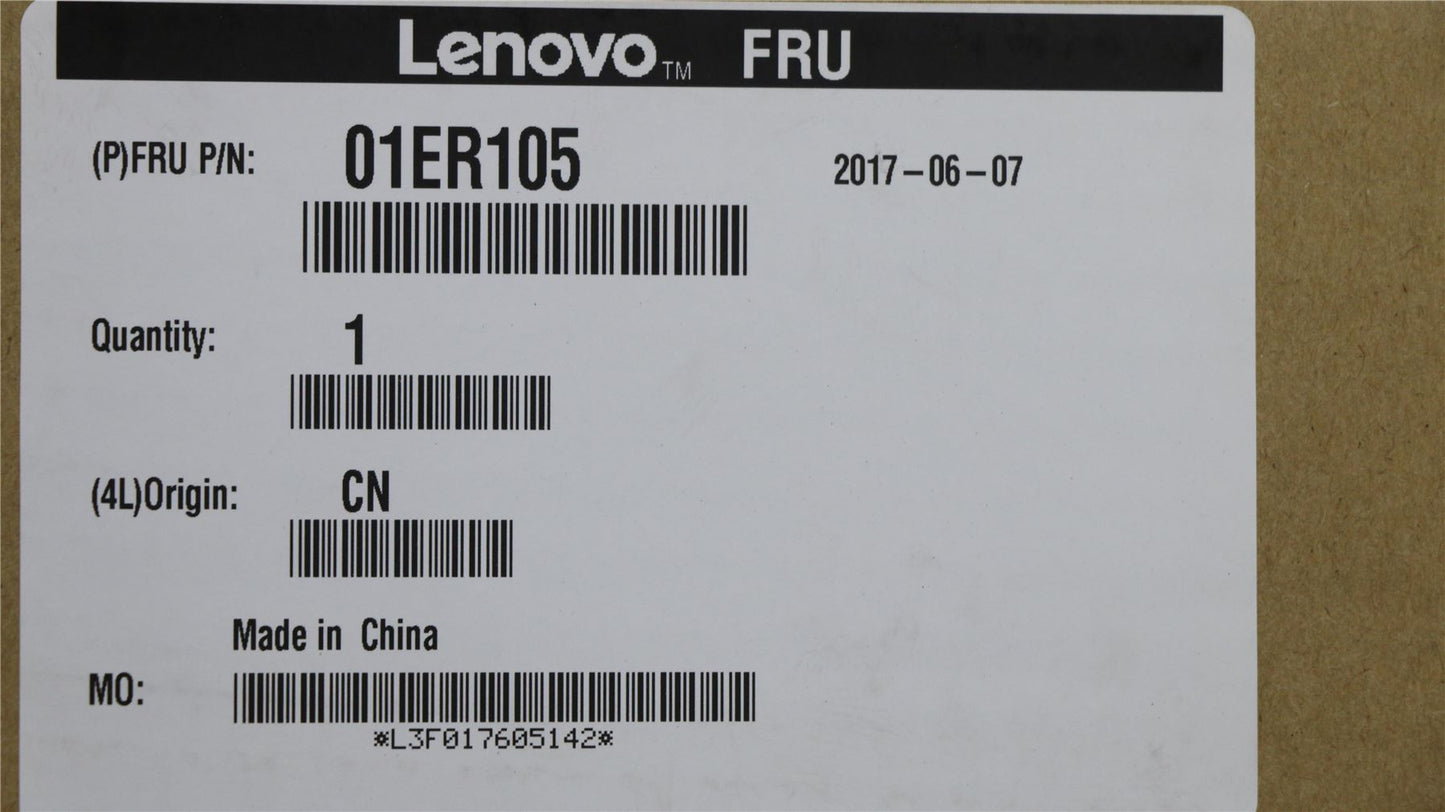 Lenovo™ FRU
(P)FRU P/N: 01ER105 2017-06-07
Quantity: 1
(4L)Origin: CN
Made in China
MO:
*L3F017605142*